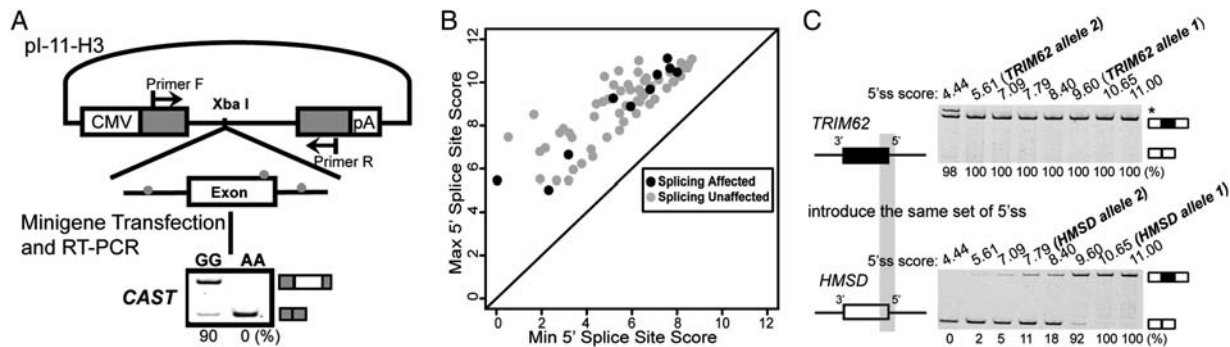 A
pI-11-H3
Primer F
Xba I
CMV
pA
Primer R
Exon
Minigene Transfection
and RT-PCR
GG AA
CAST
90 0 (%)
B
Max 5' Splice Site Score
12
10
8
6
4
2
0
Splicing Affected
Splicing Unaffected
0 2 4 6 8 10 12
Min 5' Splice Site Score
C
5'ss score: 4.44 5.61 (TRIM62 allele 2) 7.09 7.79 8.40 9.60 (TRIM62 allele 1) 10.65 11.00
TRIM62
3' 5'
*
98 100 100 100 100 100 100 100 (%)
introduce the same set of 5'ss
5'ss score: 4.44 5.61 7.09 7.79 (HMSD allele 2) 8.40 9.60 10.65 (HMSD allele 1) 11.00
HMSD
3' 5'
0 2 5 11 18 92 100 100 (%)